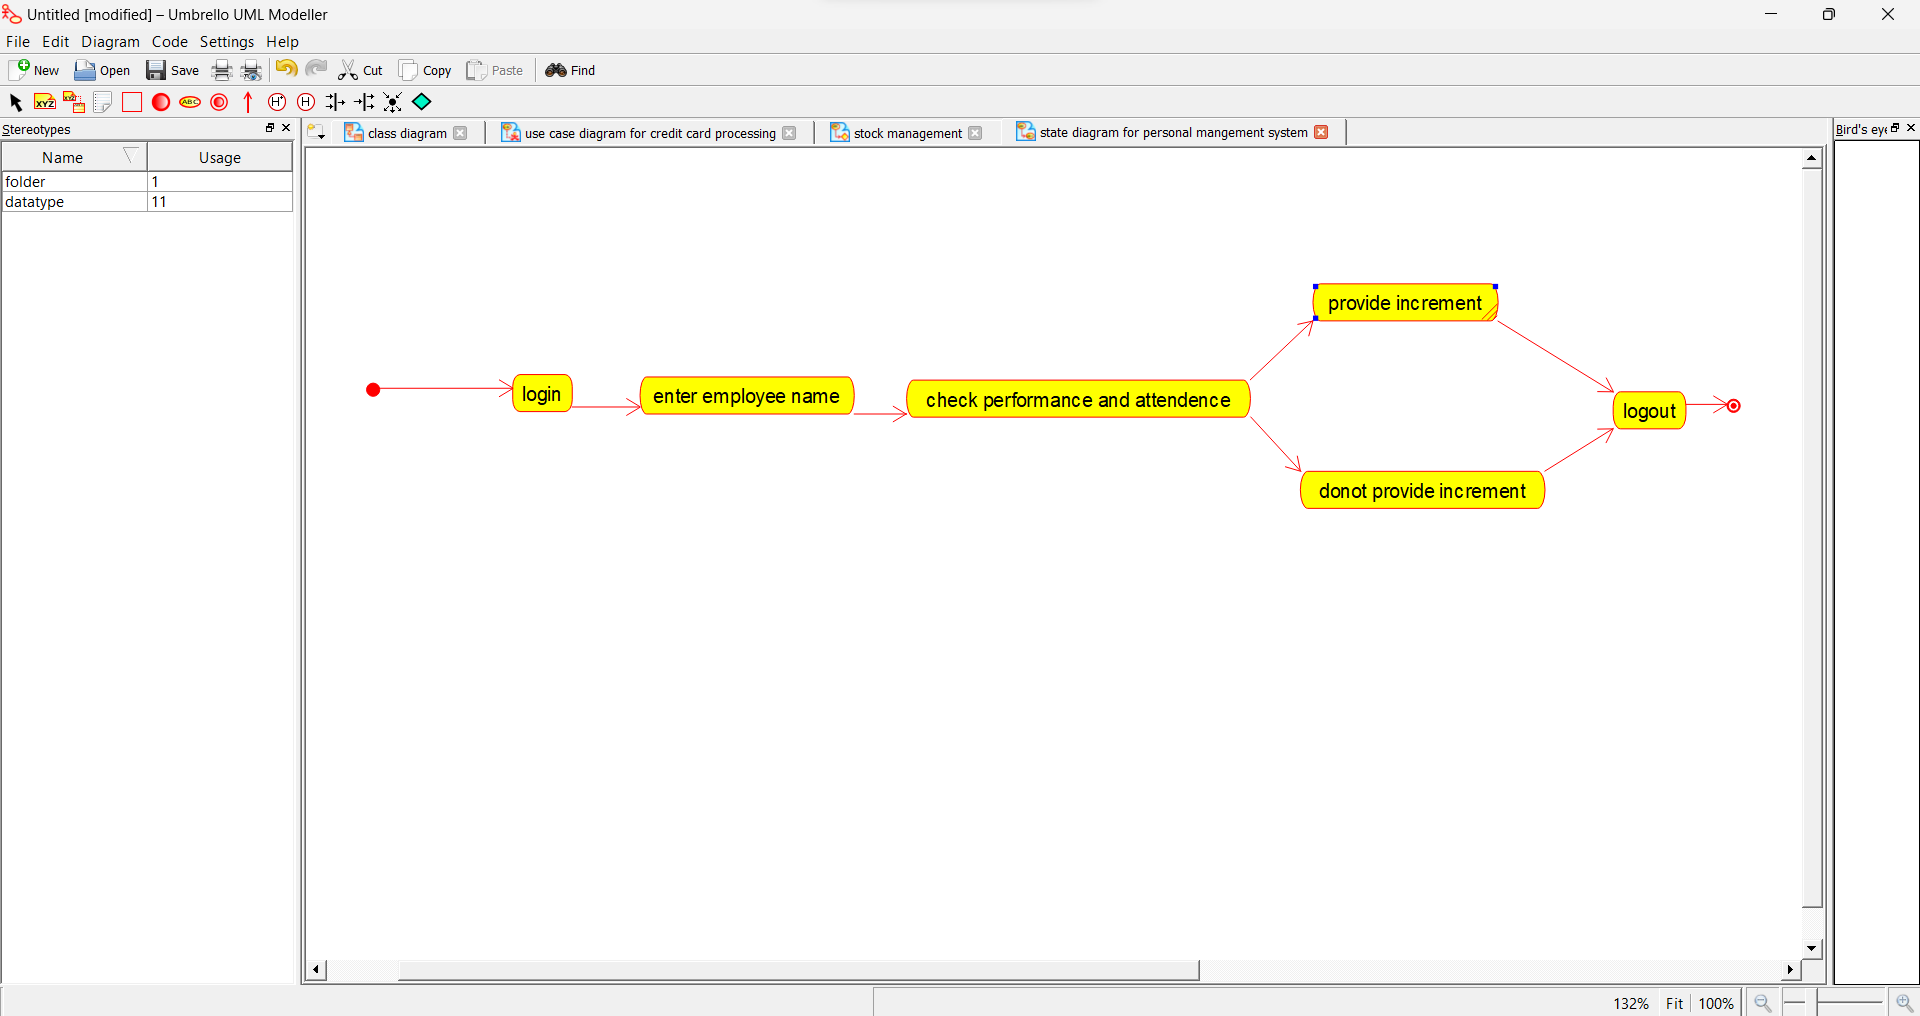 Untitled [modified] – Umbrello UML Modeller
File Edit Diagram Code Settings Help
New Open Save Cut Copy Paste Find
XYZ XYZ ABC H* H
Stereotypes
Name Usage
folder 1
datatype 11
class diagram
use case diagram for credit card processing
stock management
state diagram for personal mangement system
Bird's eye
provide increment
login
enter employee name
check performance and attendence
logout
donot provide increment
132% Fit 100%